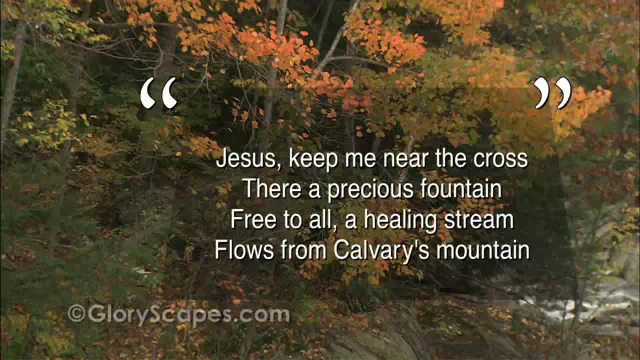 “ ”
Jesus, keep me near the cross
There a precious fountain
Free to all, a healing stream
Flows from Calvary's mountain
©GloryScapes.com